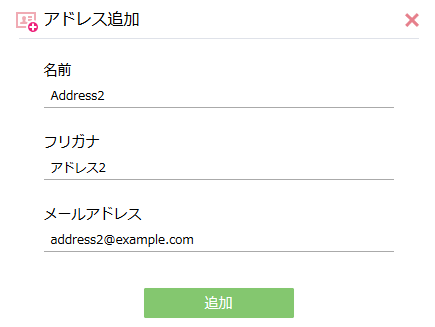 アドレス追加
名前
Address2
フリガナ
アドレス2
メールアドレス
address2@example.com
追加